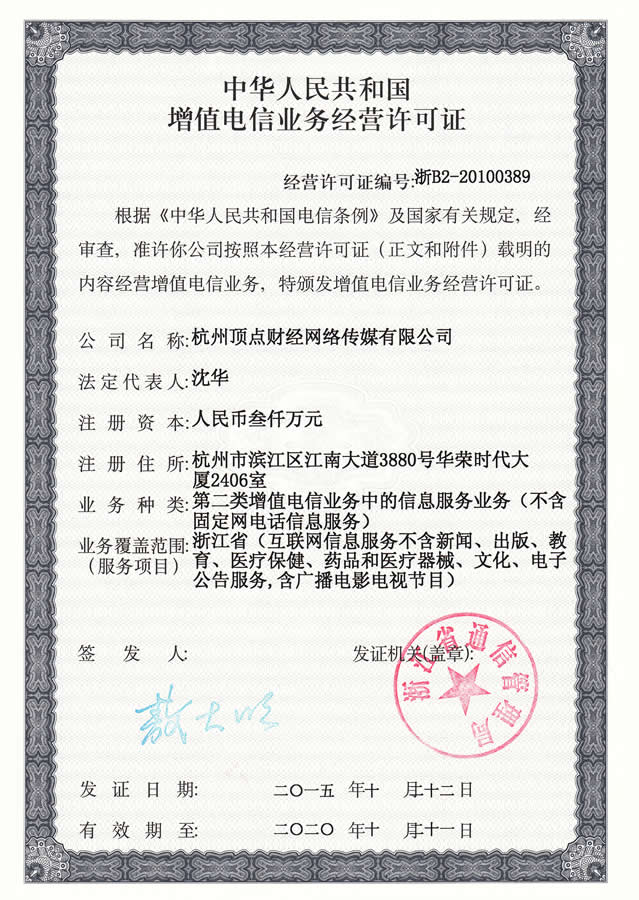 中华人民共和国
增值电信业务经营许可证
经营许可证编号:浙B2-20100389
根据《中华人民共和国电信条例》及国家有关规定，经
审查，准许你公司按照本经营许可证（正文和附件）载明的
内容经营增值电信业务，特颁发增值电信业务经营许可证。
公司名称:杭州顶点财经网络传媒有限公司
法定代表人:沈华
注册资本:人民币叁仟万元
注册住所:杭州市滨江区江南大道3880号华荣时代大
厦2406室
业务种类:第二类增值电信业务中的信息服务业务（不含
固定网电话信息服务）
业务覆盖范围:浙江省（互联网信息服务不含新闻、出版、教
（服务项目）育、医疗保健、药品和医疗器械、文化、电子
公告服务,含广播电影电视节目）
签发人:
发证机关(盖章):
浙江省通信管理局
发证日期: 二〇一五 年十 月二十二日
有效期至: 二〇二〇 年十 月二十一日